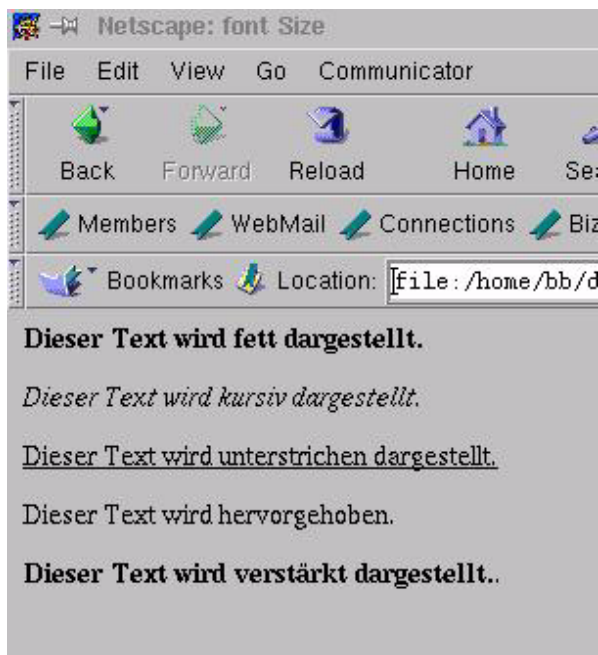 Netscape: font Size
File Edit View Go Communicator
Back Forward Reload Home
Members WebMail Connections
Bookmarks Location: file:/home/bb/d
Dieser Text wird fett dargestellt.
Dieser Text wird kursiv dargestellt.
Dieser Text wird unterstrichen dargestellt.
Dieser Text wird hervorgehoben.
Dieser Text wird verstärkt dargestellt..